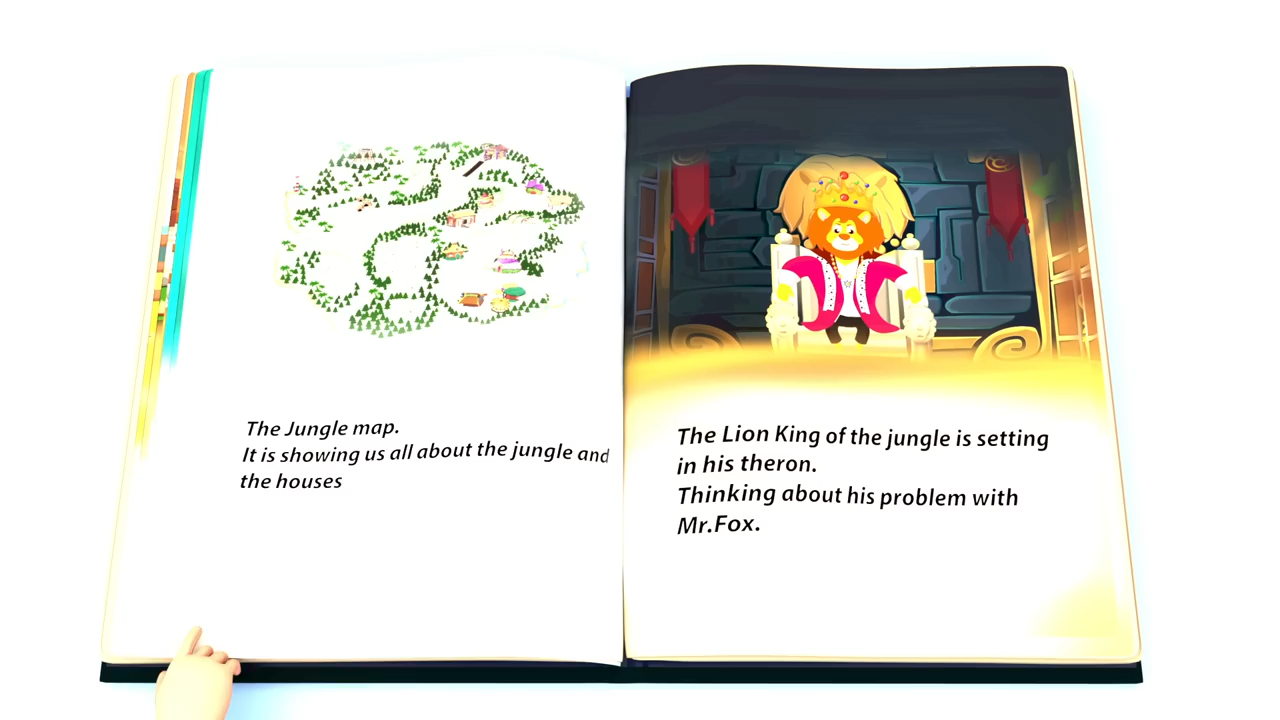 The Jungle map.
It is showing us all about the jungle and
the houses
The Lion King of the jungle is setting
in his theron.
Thinking about his problem with
Mr.Fox.